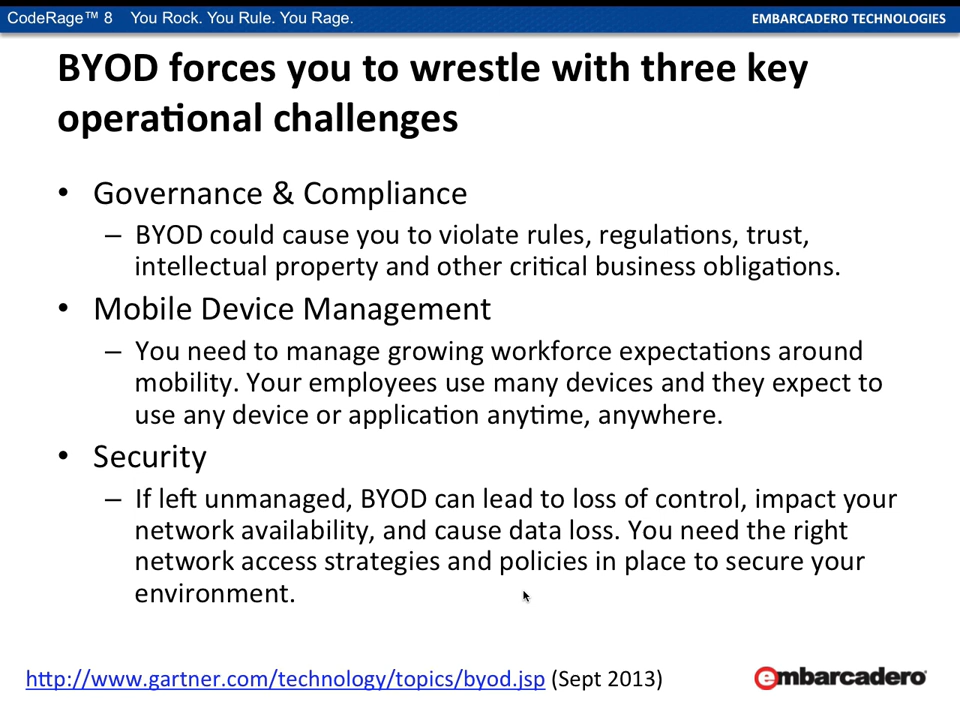 CodeRage™ 8 You Rock. You Rule. You Rage.
EMBARCADERO TECHNOLOGIES
BYOD forces you to wrestle with three key
operational challenges
• Governance & Compliance
– BYOD could cause you to violate rules, regulations, trust,
intellectual property and other critical business obligations.
• Mobile Device Management
– You need to manage growing workforce expectations around
mobility. Your employees use many devices and they expect to
use any device or application anytime, anywhere.
• Security
– If left unmanaged, BYOD can lead to loss of control, impact your
network availability, and cause data loss. You need the right
network access strategies and policies in place to secure your
environment.
http://www.gartner.com/technology/topics/byod.jsp (Sept 2013)
embarcadero